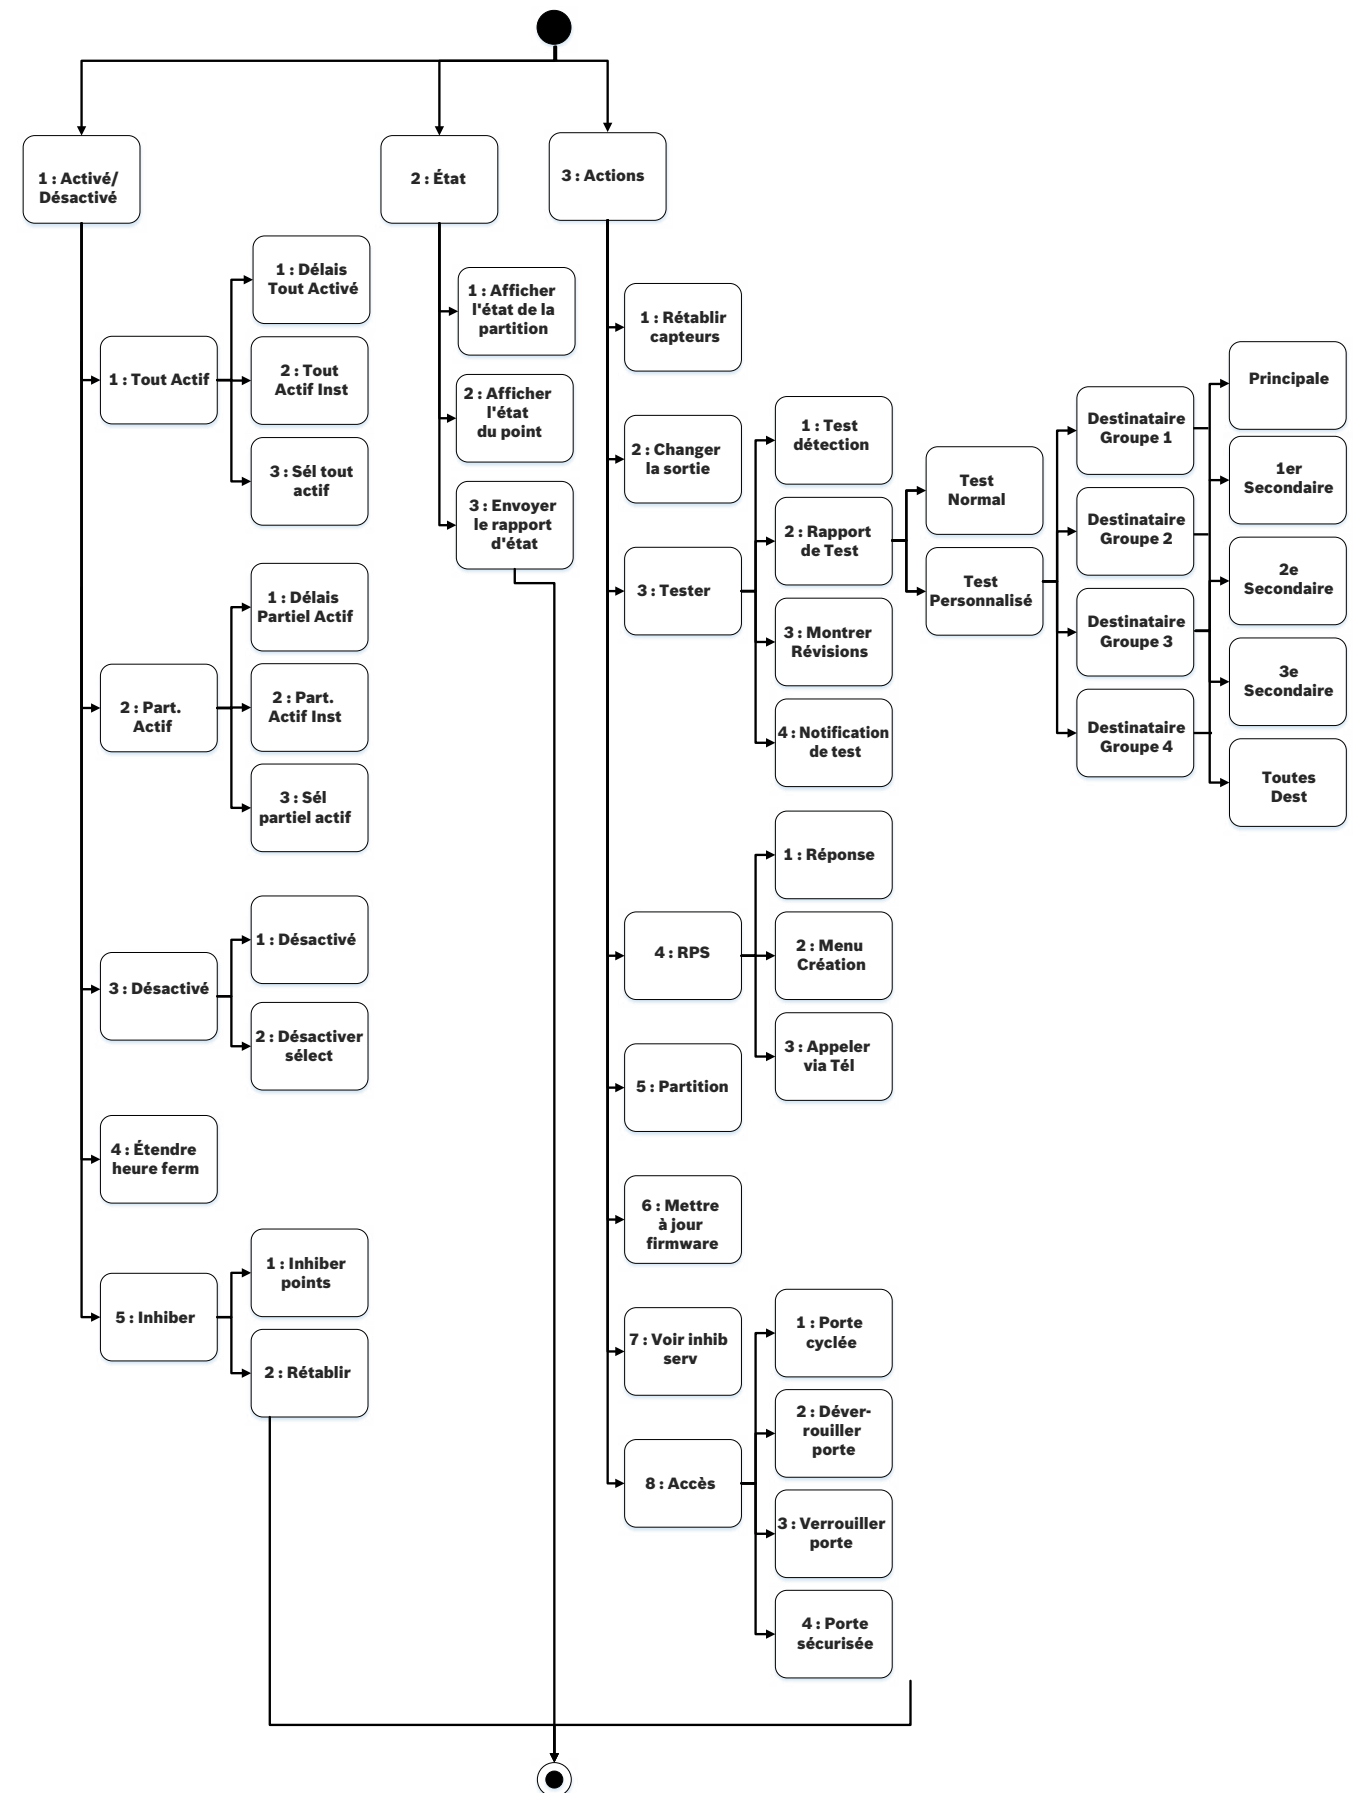 1 : Activé/
Désactivé
2 : État
3 : Actions
1 : Délais
Tout Activé
1 : Tout Actif
2 : Tout
Actif Inst
3 : Sél tout
actif
1 : Délais
Partiel Actif
2 : Part.
Actif
2 : Part.
Actif Inst
3 : Sél
partiel actif
3 : Désactivé
1 : Désactivé
2 : Désactiver
sélect
4 : Étendre
heure ferm
5 : Inhiber
1 : Inhiber
points
2 : Rétablir
1 : Afficher
l'état de la
partition
2 : Afficher
l'état
du point
3 : Envoyer
le rapport
d'état
1 : Rétablir
capteurs
2 : Changer
la sortie
3 : Tester
1 : Test
détection
2 : Rapport
de Test
3 : Montrer
Révisions
4 : Notification
de test
Test
Normal
Test
Personnalisé
Destinataire
Groupe 1
Destinataire
Groupe 2
Destinataire
Groupe 3
Destinataire
Groupe 4
Principale
1er
Secondaire
2e
Secondaire
3e
Secondaire
Toutes
Dest
4 : RPS
1 : Réponse
2 : Menu
Création
3 : Appeler
via Tél
5 : Partition
6 : Mettre
à jour
firmware
7 : Voir inhib
serv
8 : Accès
1 : Porte
cyclée
2 : Déver-
rouiller
porte
3 : Verrouiller
porte
4 : Porte
sécurisée